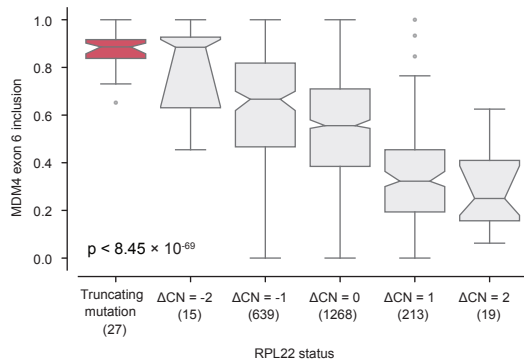 MDM4 exon 6 inclusion
1.0
0.8
0.6
0.4
0.2
0.0
p < 8.45 × 10⁻⁶⁹
Truncating
mutation
(27)
ΔCN = -2
(15)
ΔCN = -1
(639)
ΔCN = 0
(1268)
ΔCN = 1
(213)
ΔCN = 2
(19)
RPL22 status